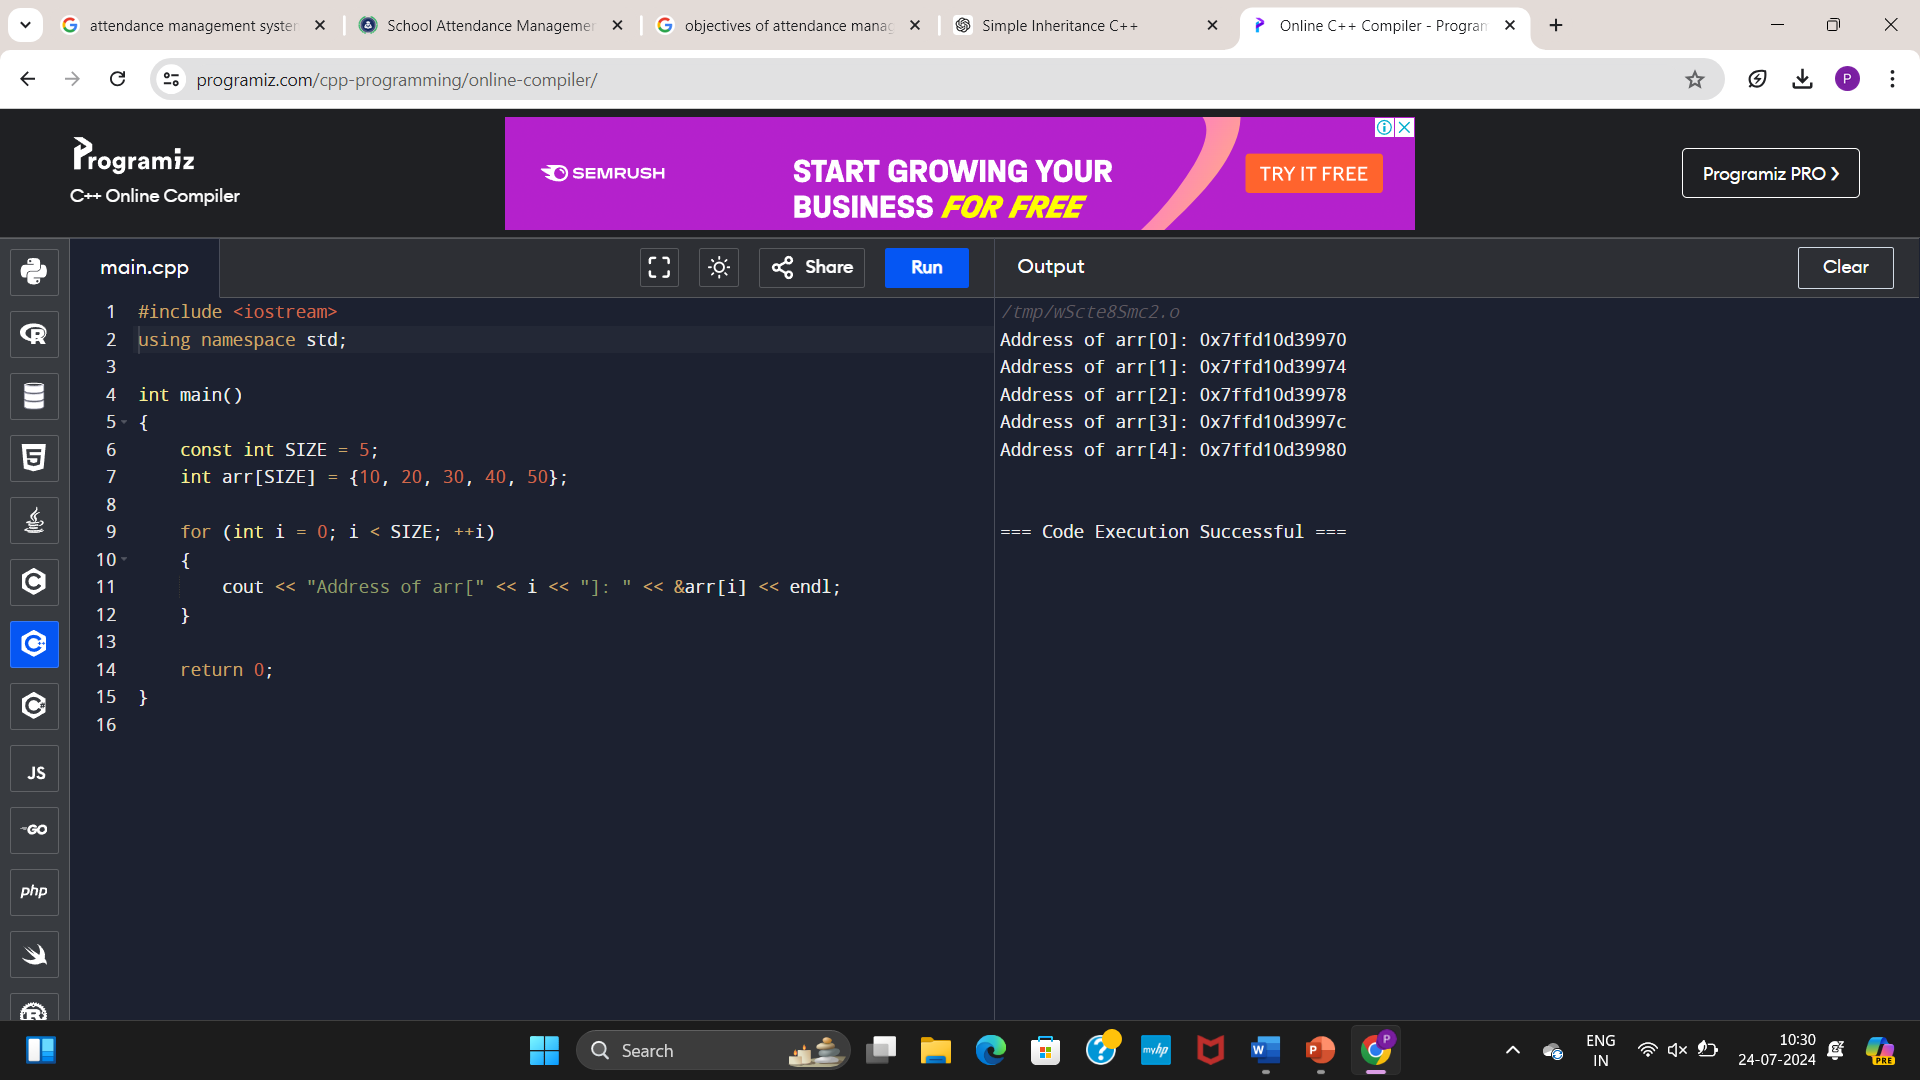 attendance management syster
School Attendance Managemer
objectives of attendance manag
Simple Inheritance C++
Online C++ Compiler - Program
programiz.com/cpp-programming/online-compiler/
P
Programiz
C++ Online Compiler
SEMRUSH
START GROWING YOUR
BUSINESS FOR FREE
TRY IT FREE
Programiz PRO ❯
main.cpp
Share
Run
Output
Clear
1 #include <iostream>
2 using namespace std;
3
4 int main()
5 {
6     const int SIZE = 5;
7     int arr[SIZE] = {10, 20, 30, 40, 50};
8
9     for (int i = 0; i < SIZE; ++i)
10     {
11         cout << "Address of arr[" << i << "]: " << &arr[i] << endl;
12     }
13
14     return 0;
15 }
16
/tmp/wScte8Smc2.o
Address of arr[0]: 0x7ffd10d39970
Address of arr[1]: 0x7ffd10d39974
Address of arr[2]: 0x7ffd10d39978
Address of arr[3]: 0x7ffd10d3997c
Address of arr[4]: 0x7ffd10d39980
=== Code Execution Successful ===
R
5
C
C
C
JS
GO
php
R
Search
myhp
W
P
P
ENG
IN
10:30
24-07-2024
PRE